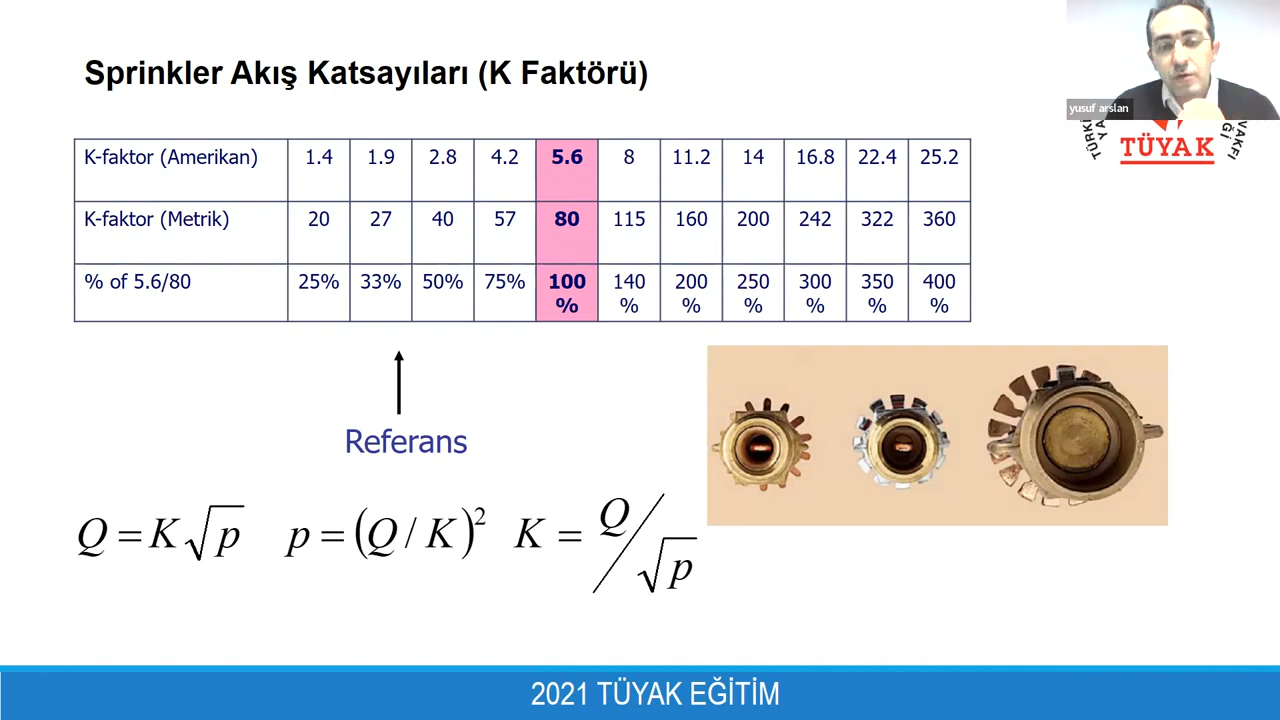 yusuf arslan
Sprinkler Akış Katsayıları (K Faktörü)
TÜYAK
K-faktor (Amerikan) 1.4 1.9 2.8 4.2 5.6 8 11.2 14 16.8 22.4 25.2
K-faktor (Metrik) 20 27 40 57 80 115 160 200 242 322 360
% of 5.6/80 25% 33% 50% 75% 100 % 140 % 200 % 250 % 300 % 350 % 400 %
Referans
Q = K√p p = (Q / K)² K = Q/√p
2021 TÜYAK EĞİTİM